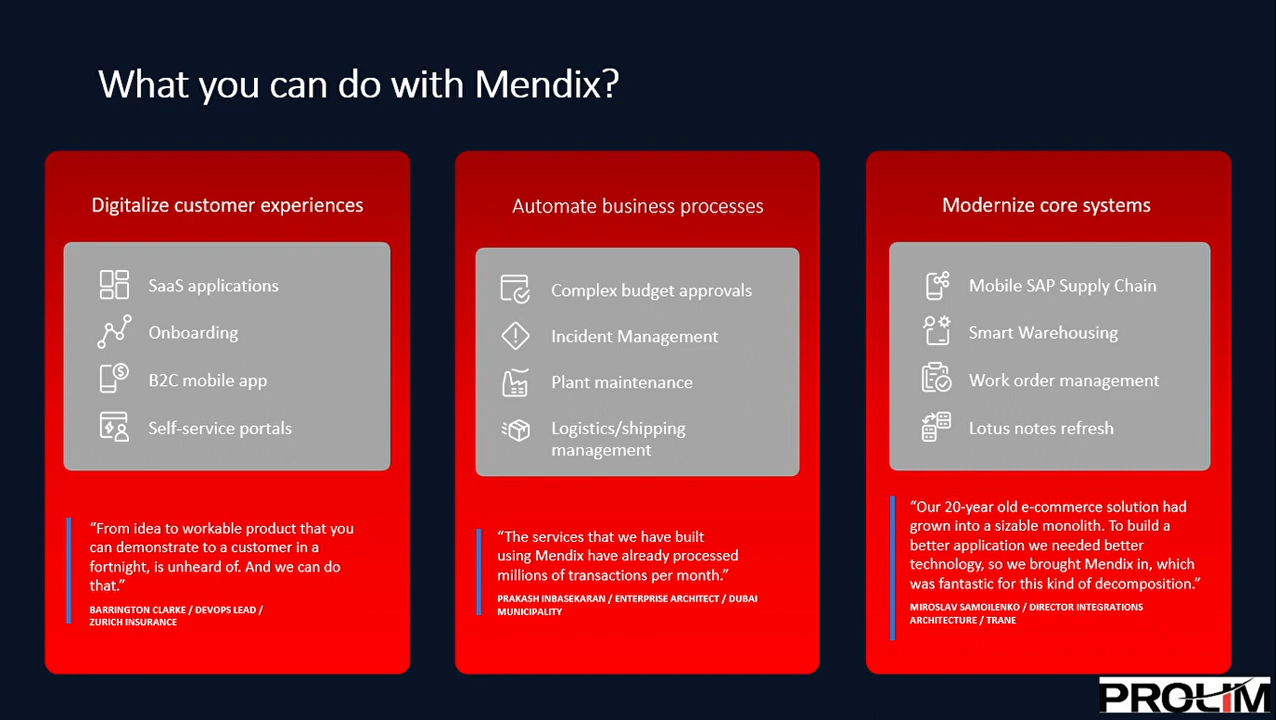 What you can do with Mendix?
Digitalize customer experiences
SaaS applications
Onboarding
B2C mobile app
Self-service portals
“From idea to workable product that you
can demonstrate to a customer in a
fortnight, is unheard of. And we can do
that.”
BARRINGTON CLARKE / DEVOPS LEAD /
ZURICH INSURANCE
Automate business processes
Complex budget approvals
Incident Management
Plant maintenance
Logistics/shipping
management
“The services that we have built
using Mendix have already processed
millions of transactions per month.”
PRAKASH INBASEKARAN / ENTERPRISE ARCHITECT / DUBAI
MUNICIPALITY
Modernize core systems
Mobile SAP Supply Chain
Smart Warehousing
Work order management
Lotus notes refresh
“Our 20-year old e-commerce solution had
grown into a sizable monolith. To build a
better application we needed better
technology, so we brought Mendix in, which
was fantastic for this kind of decomposition.”
MIROSLAV SAMOILENKO / DIRECTOR INTEGRATIONS
ARCHITECTURE / TRANE
PROLIM